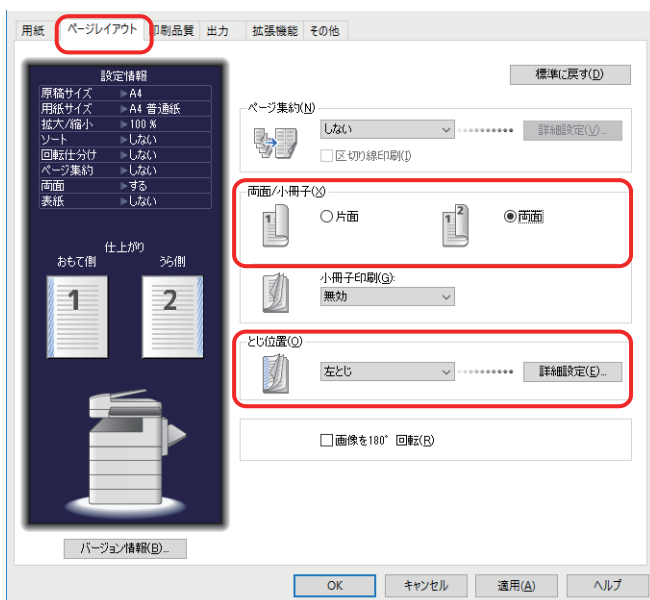 用紙 ページレイアウト 印刷品質 出力 拡張機能 その他
標準に戻す(D)
設定情報
原稿サイズ ▶A4
用紙サイズ ▶A4 普通紙
拡大/縮小 ▶100 %
ソート ▶しない
回転仕分け ▶しない
ページ集約 ▶しない
両面 ▶する
表紙 ▶しない
仕上がり
おもて側 うら側
1 2
バージョン情報(B)...
ページ集約(N)
しない 詳細設定(V)...
区切り線印刷(I)
両面/小冊子(X)
1 片面 1 2 両面
小冊子印刷(G):
無効
とじ位置(O)
左とじ 詳細設定(E)...
画像を180° 回転(R)
OK キャンセル 適用(A) ヘルプ